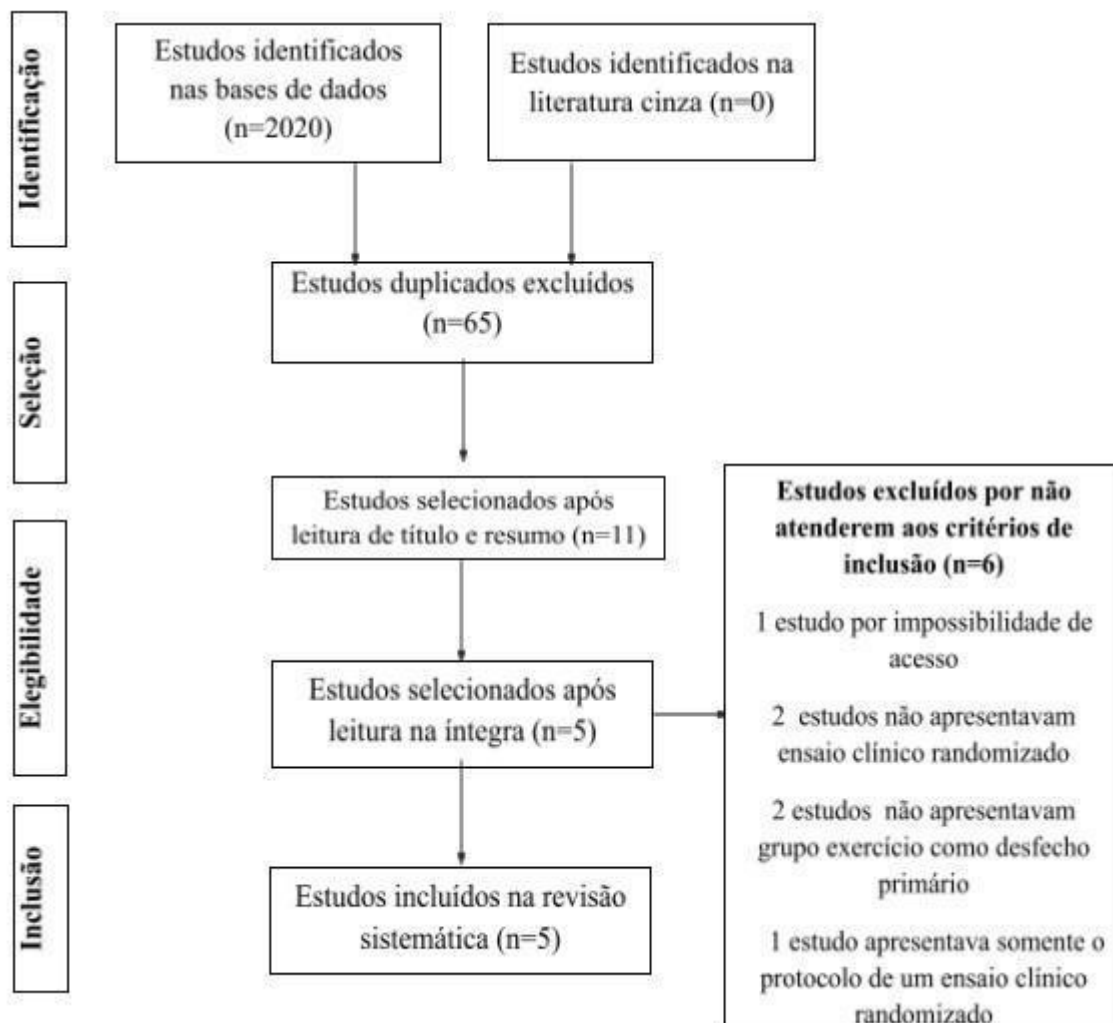 Identificação
Estudos identificados
nas bases de dados
(n=2020)
Estudos identificados na
literatura cinza (n=0)
Seleção
Estudos duplicados excluídos
(n=65)
Elegibilidade
Estudos selecionados após
leitura de título e resumo (n=11)
Estudos selecionados após
leitura na íntegra (n=5)
Estudos excluídos por não
atenderem aos critérios de
inclusão (n=6)
1 estudo por impossibilidade de
acesso
2 estudos não apresentavam
ensaio clínico randomizado
2 estudos não apresentavam
grupo exercício como desfecho
primário
1 estudo apresentava somente o
protocolo de um ensaio clínico
randomizado
Inclusão
Estudos incluídos na revisão
sistemática (n=5)